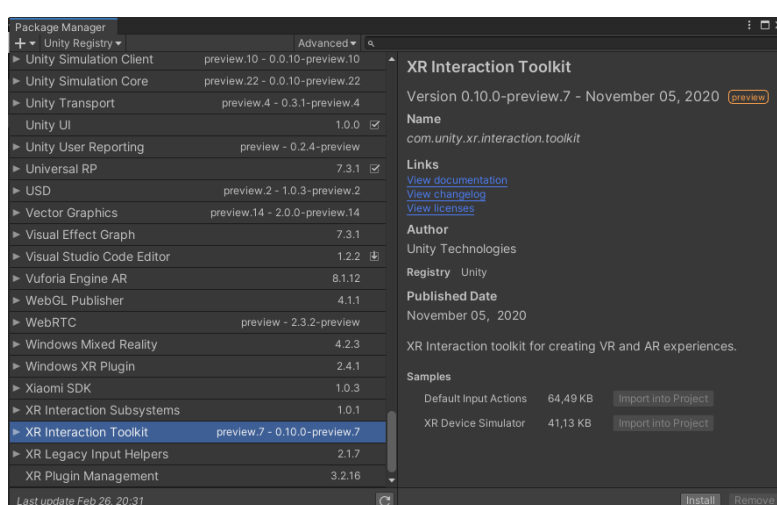 Package Manager
Unity Registry
Advanced
Unity Simulation Client preview.10 - 0.0.10-preview.10
Unity Simulation Core preview.22 - 0.0.10-preview.22
Unity Transport preview.4 - 0.3.1-preview.4
Unity UI 1.0.0
Unity User Reporting preview - 0.2.4-preview
Universal RP 7.3.1
USD preview.2 - 1.0.3-preview.2
Vector Graphics preview.14 - 2.0.0-preview.14
Visual Effect Graph 7.3.1
Visual Studio Code Editor 1.2.2
Vuforia Engine AR 8.1.12
WebGL Publisher 4.1.1
WebRTC preview - 2.3.2-preview
Windows Mixed Reality 4.2.3
Windows XR Plugin 2.4.1
Xiaomi SDK 1.0.3
XR Interaction Subsystems 1.0.1
XR Interaction Toolkit preview.7 - 0.10.0-preview.7
XR Legacy Input Helpers 2.1.7
XR Plugin Management 3.2.16
Last update Feb 26, 20:31
XR Interaction Toolkit
Version 0.10.0-preview.7 - November 05, 2020 preview
Name
com.unity.xr.interaction.toolkit
Links
View documentation
View changelog
View licenses
Author
Unity Technologies
Registry Unity
Published Date
November 05, 2020
XR Interaction toolkit for creating VR and AR experiences.
Samples
Default Input Actions 64,49 KB Import into Project
XR Device Simulator 41,13 KB Import into Project
Install Remove